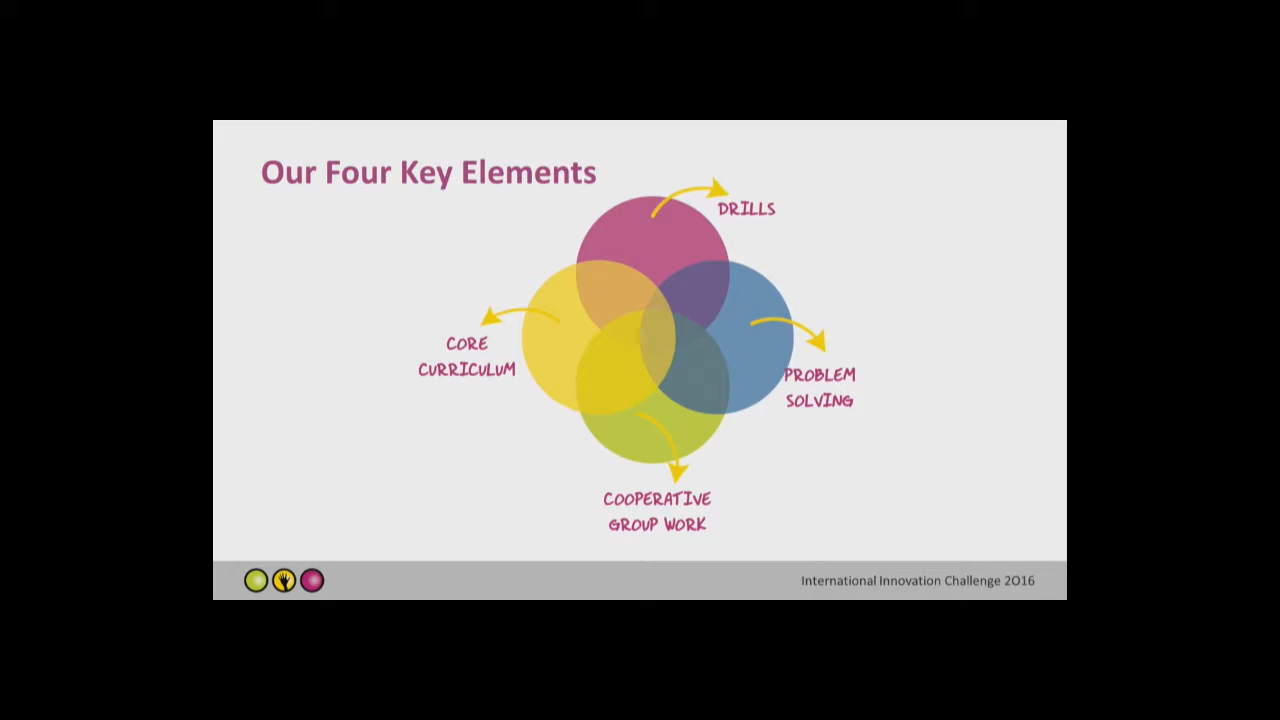 Our Four Key Elements
DRILLS
CORE
CURRICULUM
PROBLEM
SOLVING
COOPERATIVE
GROUP WORK
International Innovation Challenge 2016